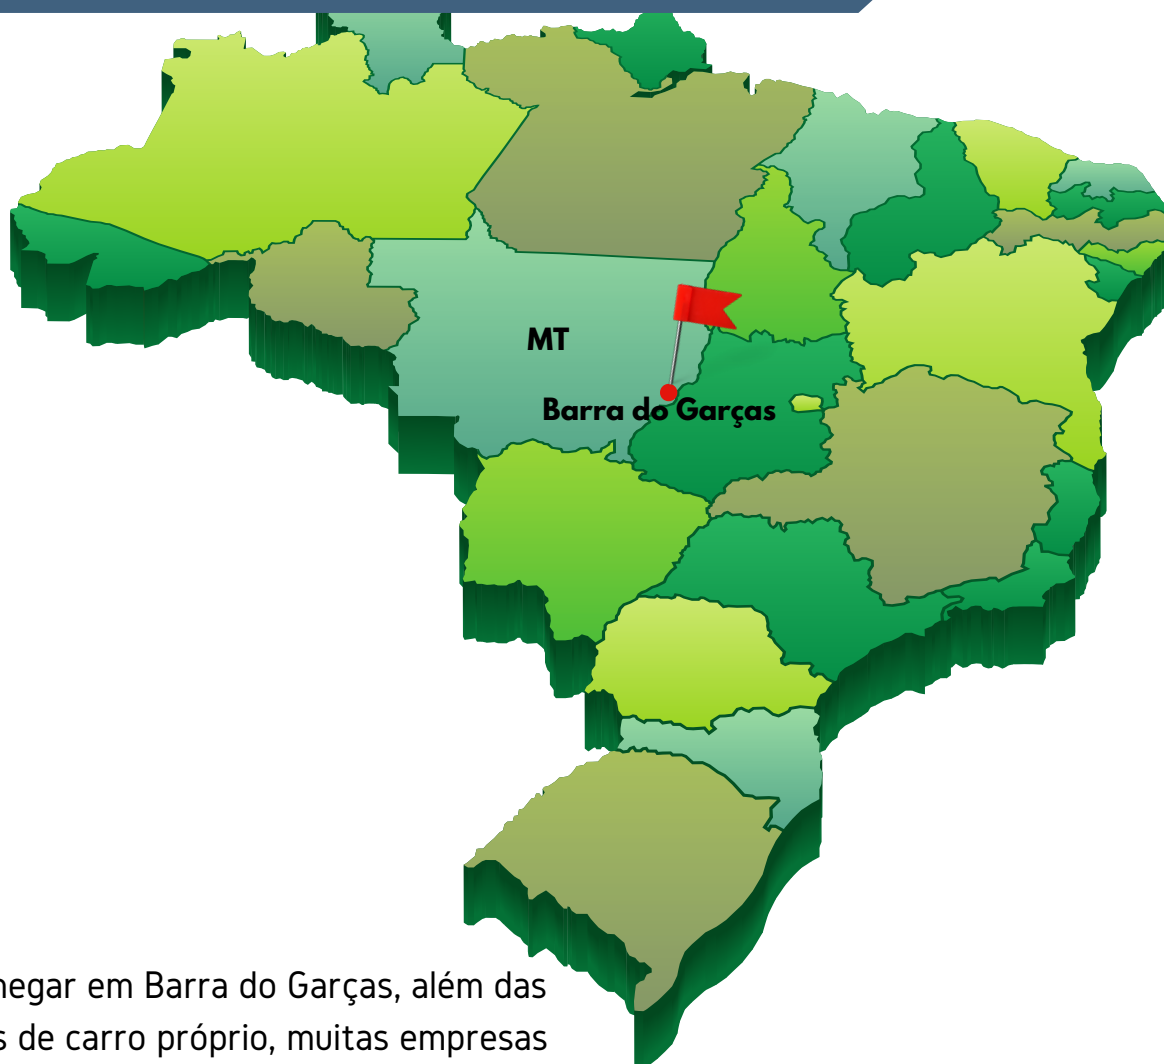 MT
Barra do Garças
hegar em Barra do Garças, além das
s de carro próprio, muitas empresas